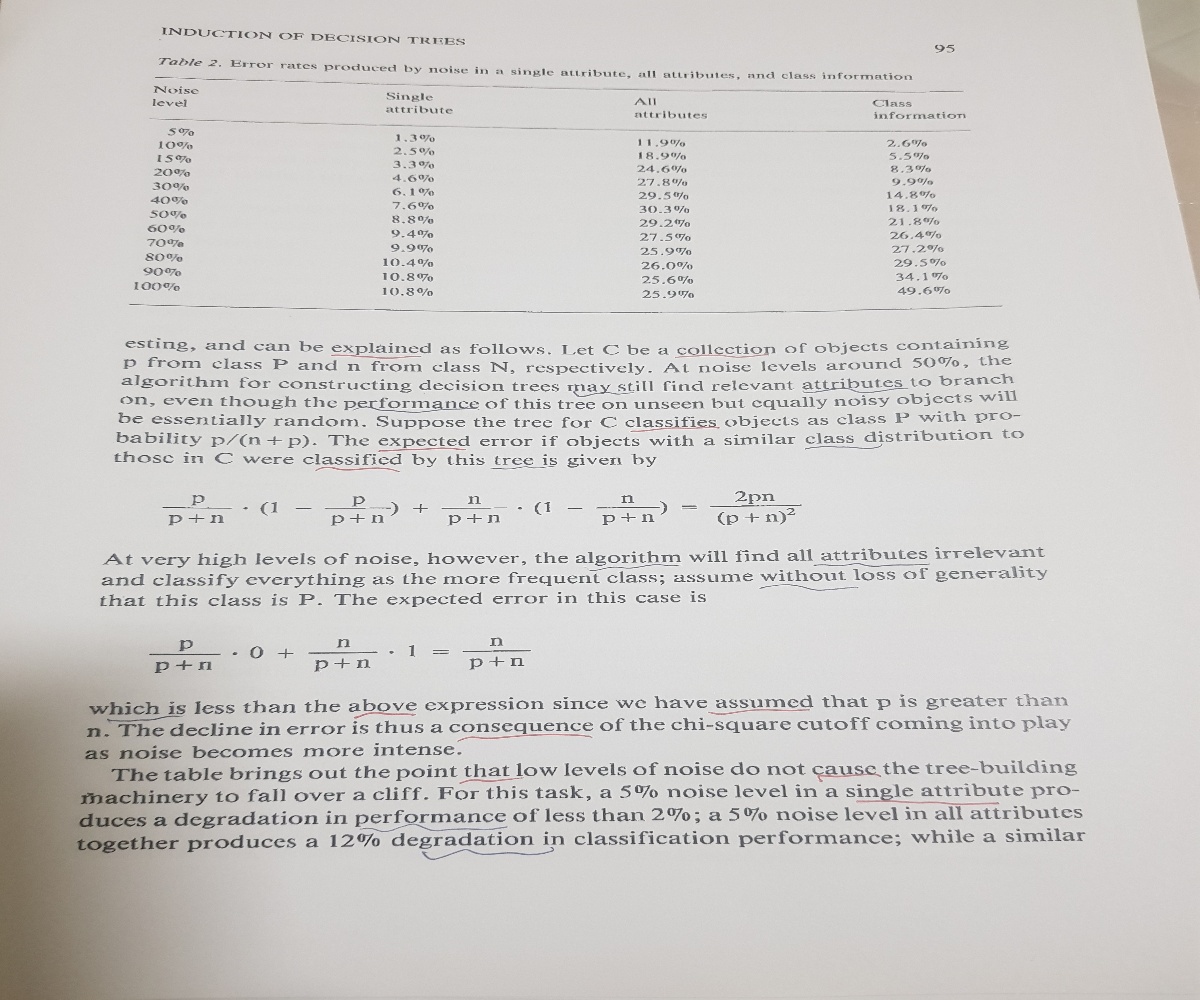 INDUCTION OF DECISION TREES 95
Table 2. Error rates produced by noise in a single attribute, all attributes, and class information
Noise level Single attribute All attributes Class information
5% 1.3% 11.9% 2.6%
10% 2.5% 18.9% 5.5%
15% 3.3% 24.6% 8.3%
20% 4.6% 27.8% 9.9%
30% 6.1% 29.5% 14.8%
40% 7.6% 30.3% 18.1%
50% 8.8% 29.2% 21.8%
60% 9.4% 27.5% 26.4%
70% 9.9% 25.9% 27.2%
80% 10.4% 26.0% 29.5%
90% 10.8% 25.6% 34.1%
100% 10.8% 25.9% 49.6%
esting, and can be explained as follows. Let C be a collection of objects containing
p from class P and n from class N, respectively. At noise levels around 50%, the
algorithm for constructing decision trees may still find relevant attributes to branch
on, even though the performance of this tree on unseen but equally noisy objects will
be essentially random. Suppose the tree for C classifies objects as class P with pro-
bability p/(n + p). The expected error if objects with a similar class distribution to
those in C were classified by this tree is given by
p/(p + n) · (1 − p/(p + n)) + n/(p + n) · (1 − n/(p + n)) = 2pn/(p + n)²
At very high levels of noise, however, the algorithm will find all attributes irrelevant
and classify everything as the more frequent class; assume without loss of generality
that this class is P. The expected error in this case is
p/(p + n) · 0 + n/(p + n) · 1 = n/(p + n)
which is less than the above expression since we have assumed that p is greater than
n. The decline in error is thus a consequence of the chi-square cutoff coming into play
as noise becomes more intense.
The table brings out the point that low levels of noise do not cause the tree-building
machinery to fall over a cliff. For this task, a 5% noise level in a single attribute pro-
duces a degradation in performance of less than 2%; a 5% noise level in all attributes
together produces a 12% degradation in classification performance; while a similar